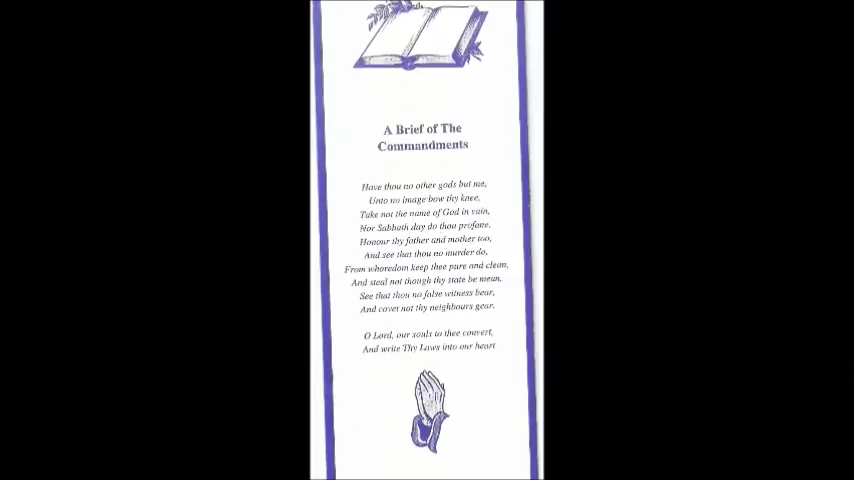 A Brief of The
Commandments
Have thou no other gods but me,
Unto no image bow thy knee,
Take not the name of God in vain,
Nor Sabbath day do thou profane.
Honour thy father and mother too,
And see that thou no murder do,
From whoredom keep thee pure and clean,
And steal not though thy state be mean.
See that thou no false witness bear,
And covet not thy neighbours gear.
O Lord, our souls to thee convert,
And write Thy Laws into our heart